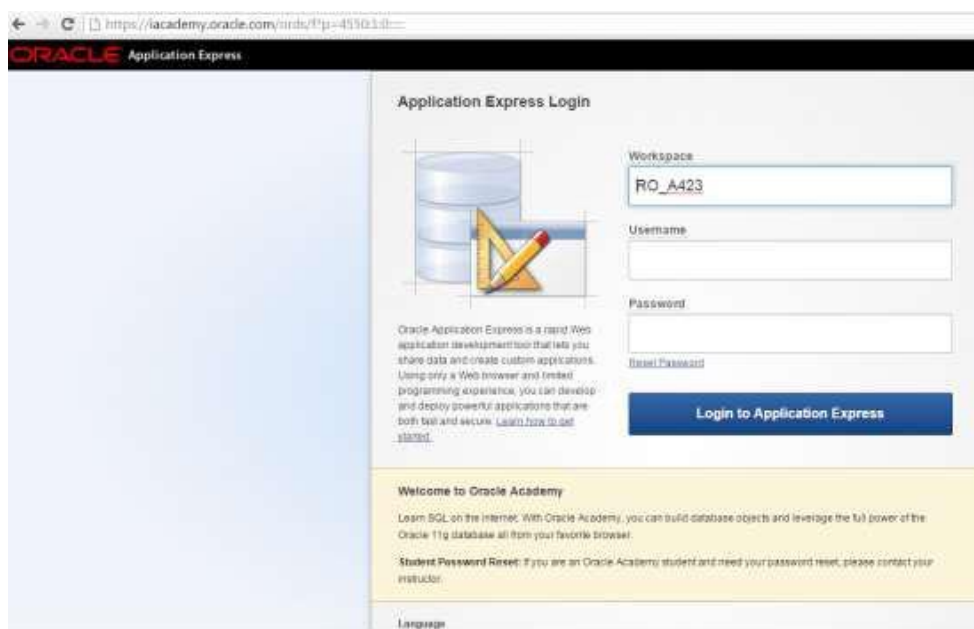 https://iacademy.oracle.com/ords/f?p=4550:1:0:::::
ORACLE Application Express
Application Express Login
Workspace
RO_A423
Username
Password
Reset Password
Login to Application Express
Oracle Application Express is a rapid Web
application development tool that lets you
share data and create custom applications.
Using only a Web browser and limited
programming experience, you can develop
and deploy powerful applications that are
both fast and secure. Learn how to get
started.
Welcome to Oracle Academy
Learn SQL on the internet. With Oracle Academy, you can build database objects and leverage the full power of the
Oracle 11g database all from your favorite browser.
Student Password Reset: If you are an Oracle Academy student and need your password reset, please contact your
instructor.
Language